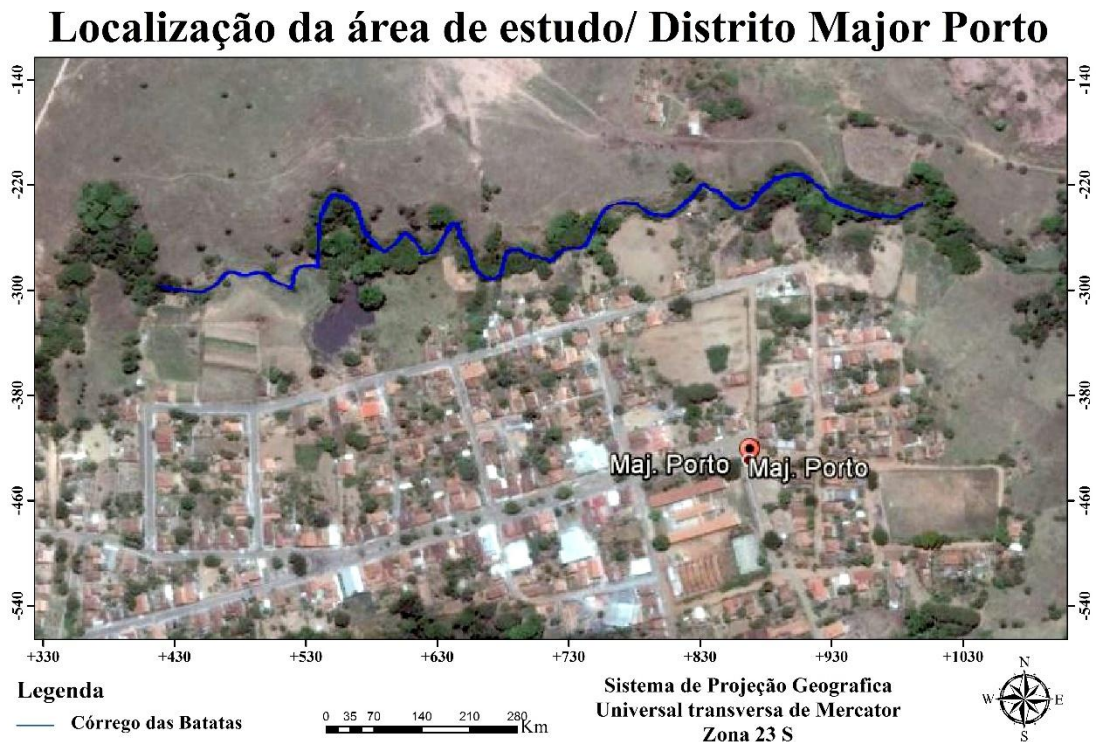 Localização da área de estudo/ Distrito Major Porto
-140 -140
-220 -220
-300 -300
-380 -380
Maj. Porto Maj. Porto
-460 -460
-540 -540
+330 +430 +530 +630 +730 +830 +930 +1030
Legenda
Córrego das Batatas
0 35 70 140 210 280 Km
Sistema de Projeção Geografica
Universal transversa de Mercator
Zona 23 S
N
W E
S